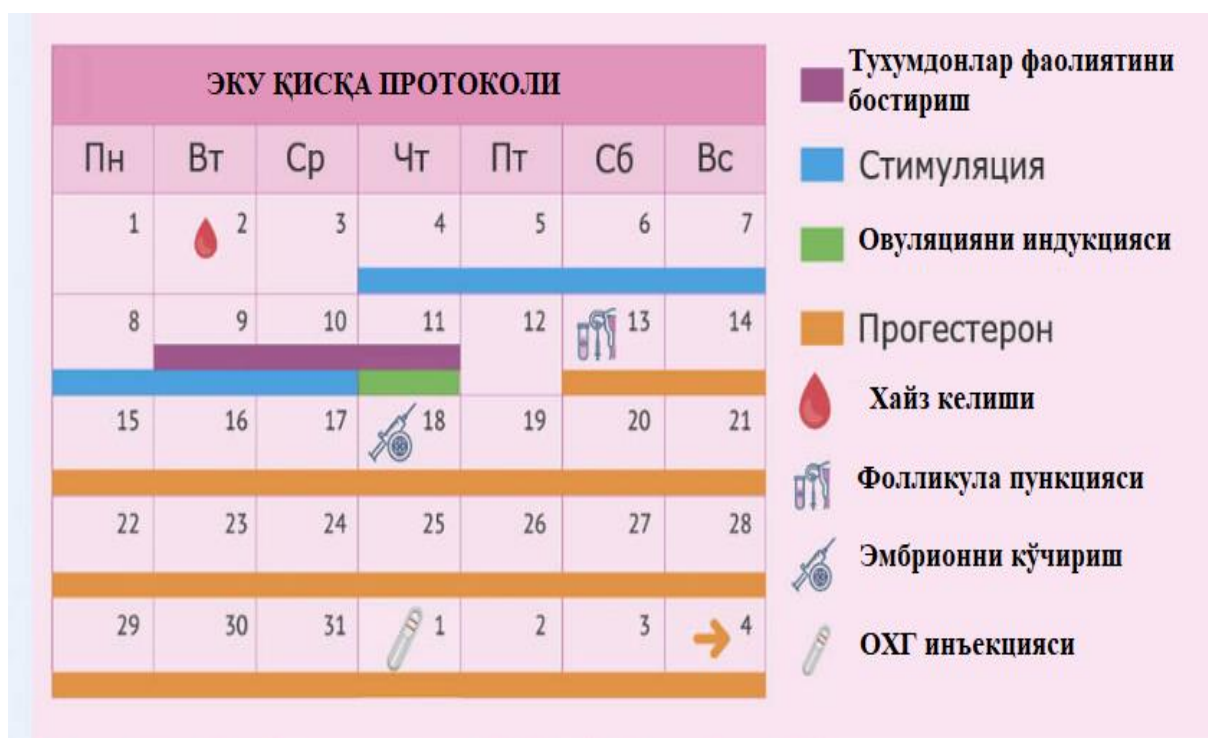 ЭКУ ҚИСҚА ПРОТОКОЛИ
Пн Вт Ср Чт Пт Сб Вс
1 2 3 4 5 6 7
8 9 10 11 12 13 14
15 16 17 18 19 20 21
22 23 24 25 26 27 28
29 30 31 1 2 3 4
Тухумдонлар фаолиятини
бостириш
Стимуляция
Овуляцияни индукцияси
Прогестерон
Хайз келиши
Фолликула пункцияси
Эмбрионни кўчириш
ОХГ инъекцияси